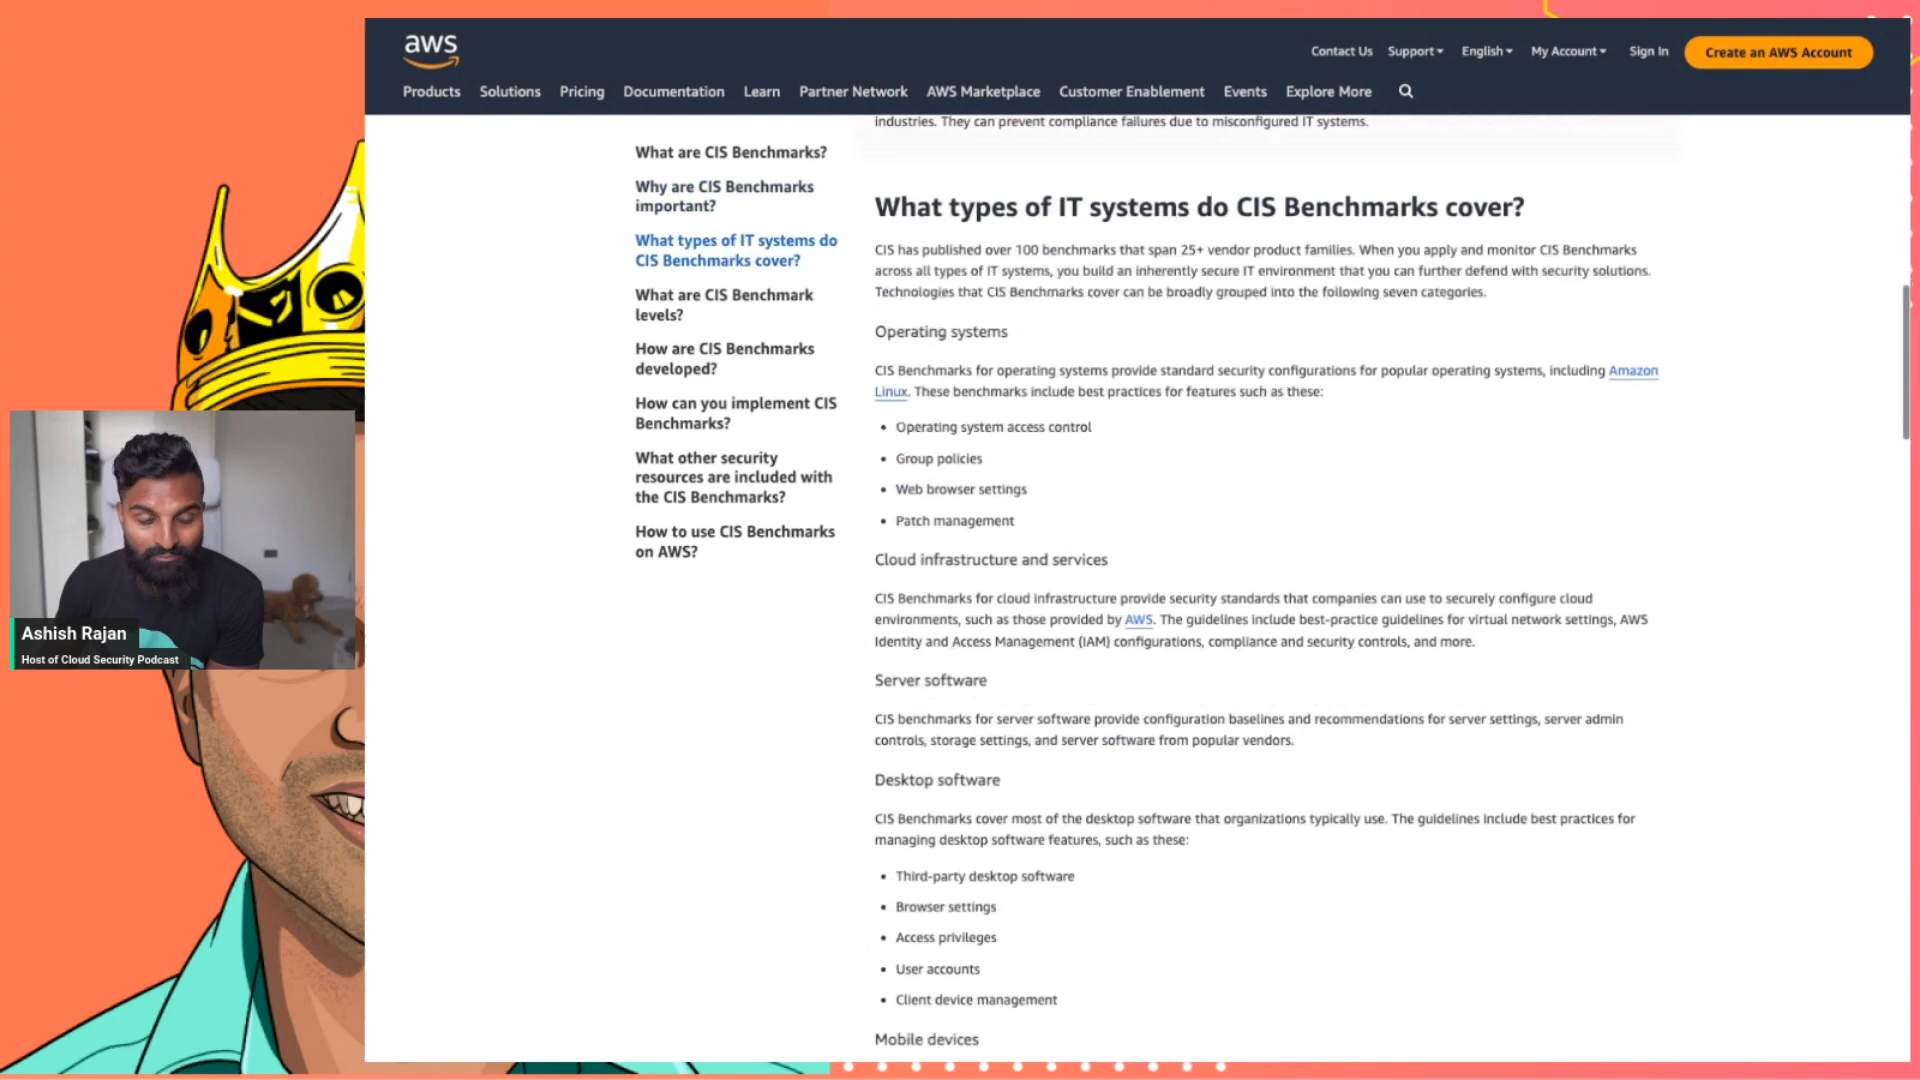 aws
Contact Us Support English My Account Sign In Create an AWS Account
Products Solutions Pricing Documentation Learn Partner Network AWS Marketplace Customer Enablement Events Explore More
industries. They can prevent compliance failures due to misconfigured IT systems.
What are CIS Benchmarks?
Why are CIS Benchmarks
important?
What types of IT systems do
CIS Benchmarks cover?
What are CIS Benchmark
levels?
How are CIS Benchmarks
developed?
How can you implement CIS
Benchmarks?
What other security
resources are included with
the CIS Benchmarks?
How to use CIS Benchmarks
on AWS?
What types of IT systems do CIS Benchmarks cover?
CIS has published over 100 benchmarks that span 25+ vendor product families. When you apply and monitor CIS Benchmarks
across all types of IT systems, you build an inherently secure IT environment that you can further defend with security solutions.
Technologies that CIS Benchmarks cover can be broadly grouped into the following seven categories.
Operating systems
CIS Benchmarks for operating systems provide standard security configurations for popular operating systems, including Amazon
Linux. These benchmarks include best practices for features such as these:
• Operating system access control
• Group policies
• Web browser settings
• Patch management
Cloud infrastructure and services
CIS Benchmarks for cloud infrastructure provide security standards that companies can use to securely configure cloud
environments, such as those provided by AWS. The guidelines include best-practice guidelines for virtual network settings, AWS
Identity and Access Management (IAM) configurations, compliance and security controls, and more.
Server software
CIS benchmarks for server software provide configuration baselines and recommendations for server settings, server admin
controls, storage settings, and server software from popular vendors.
Desktop software
CIS Benchmarks cover most of the desktop software that organizations typically use. The guidelines include best practices for
managing desktop software features, such as these:
• Third-party desktop software
• Browser settings
• Access privileges
• User accounts
• Client device management
Mobile devices
Ashish Rajan
Host of Cloud Security Podcast